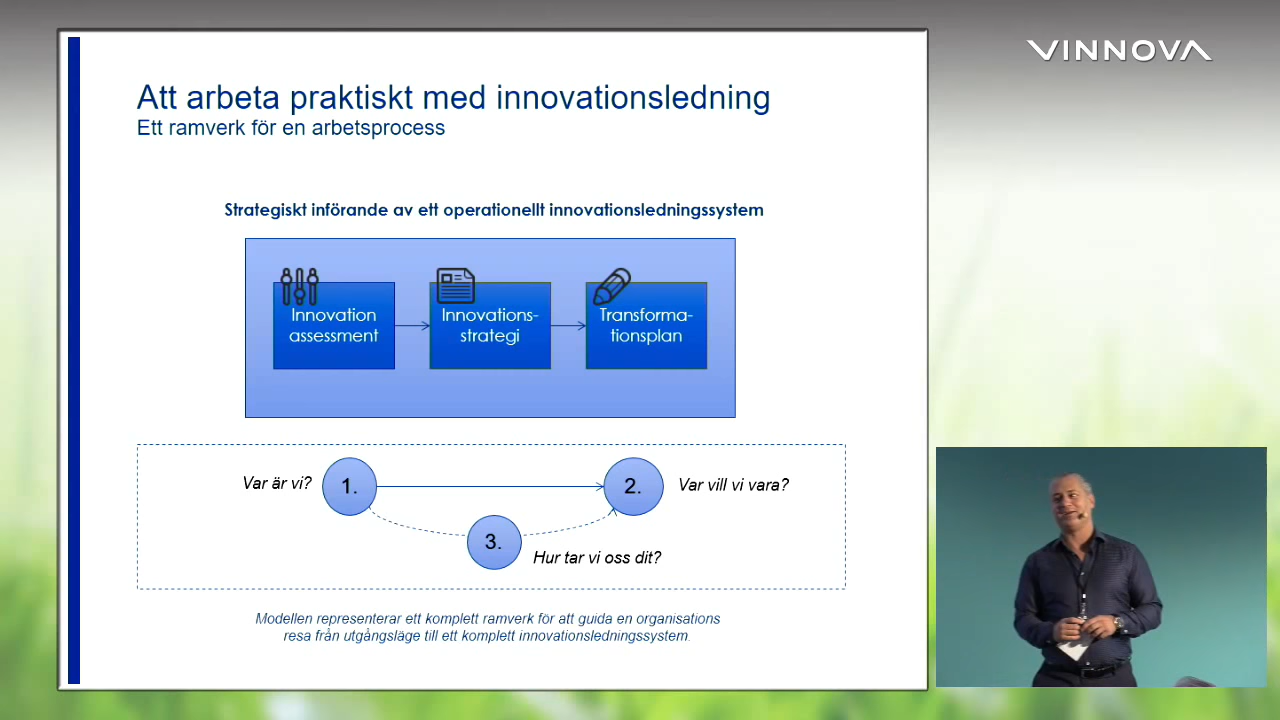 VINNOVA
Att arbeta praktiskt med innovationsledning
Ett ramverk för en arbetsprocess
Strategiskt införande av ett operationellt innovationsledningssystem
Innovation
assessment
Innovations-
strategi
Transforma-
tionsplan
Var är vi?
1.
2.
Var vill vi vara?
3.
Hur tar vi oss dit?
Modellen representerar ett komplett ramverk för att guida en organisations
resa från utgångsläge till ett komplett innovationsledningssystem.